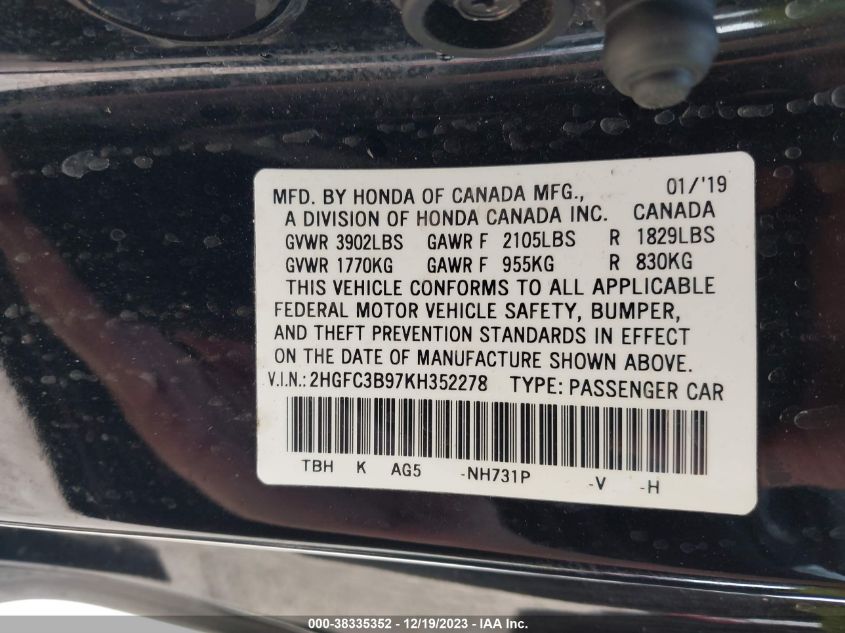 MFD. BY HONDA OF CANADA MFG., 01/'19
A DIVISION OF HONDA CANADA INC. CANADA
GVWR 3902LBS GAWR F 2105LBS R 1829LBS
GVWR 1770KG GAWR F 955KG R 830KG
THIS VEHICLE CONFORMS TO ALL APPLICABLE
FEDERAL MOTOR VEHICLE SAFETY, BUMPER,
AND THEFT PREVENTION STANDARDS IN EFFECT
ON THE DATE OF MANUFACTURE SHOWN ABOVE.
V.I.N.:2HGFC3B97KH352278 TYPE: PASSENGER CAR
TBH K AG5 -NH731P -V -H
000-38335352 - 12/19/2023 - IAA Inc.